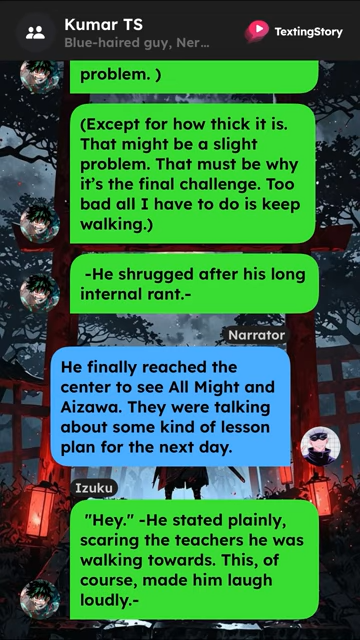 Kumar TS
Blue-haired guy, Ner...
TextingStory
problem. )
(Except for how thick it is.
That might be a slight
problem. That must be why
it's the final challenge. Too
bad all I have to do is keep
walking.)
-He shrugged after his long
internal rant.-
Narrator
He finally reached the
center to see All Might and
Aizawa. They were talking
about some kind of lesson
plan for the next day.
Izuku
"Hey." -He stated plainly,
scaring the teachers he was
walking towards. This, of
course, made him laugh
loudly.-